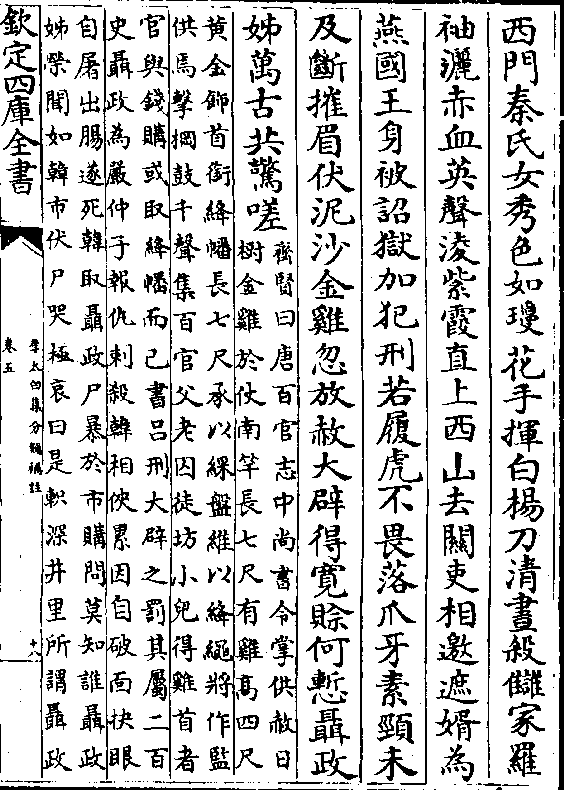 西門秦氏女秀色如瓊花手揮白楊刀清晝殺讎家羅
袖灑赤血英聲凌紫霞直上西山去關吏相邀遮婿為
燕國王身被詔獄加犯刑若履虎不畏落爪牙素頸未
及斷摧眉伏泥沙金雞忽放赦大辟得寛賒何慙聶政
姊萬古共驚嗟
齊賢曰唐百官志中尚書令掌供赦日
樹金雞於仗南竿長七尺有雞高四尺
黄金飾首銜絳幡長七尺承以綵盤維以絳繩將作監
供焉擊㭎鼓千聲集百官父老囚徒坊小兒得雞首者
官與錢購或取絳幡而已書吕刑大辟之罰其屬二百
史聶政為嚴仲子報仇刺殺韓相俠累因自破面抉眼
自屠出腸遂死韓取聶政尸暴於市購問莫知誰聶政
姊嫈聞如韓市伏尸哭極哀曰是軹深井里所謂聶政
欽定四庫全書
李太白集分類補註
卷五
十八